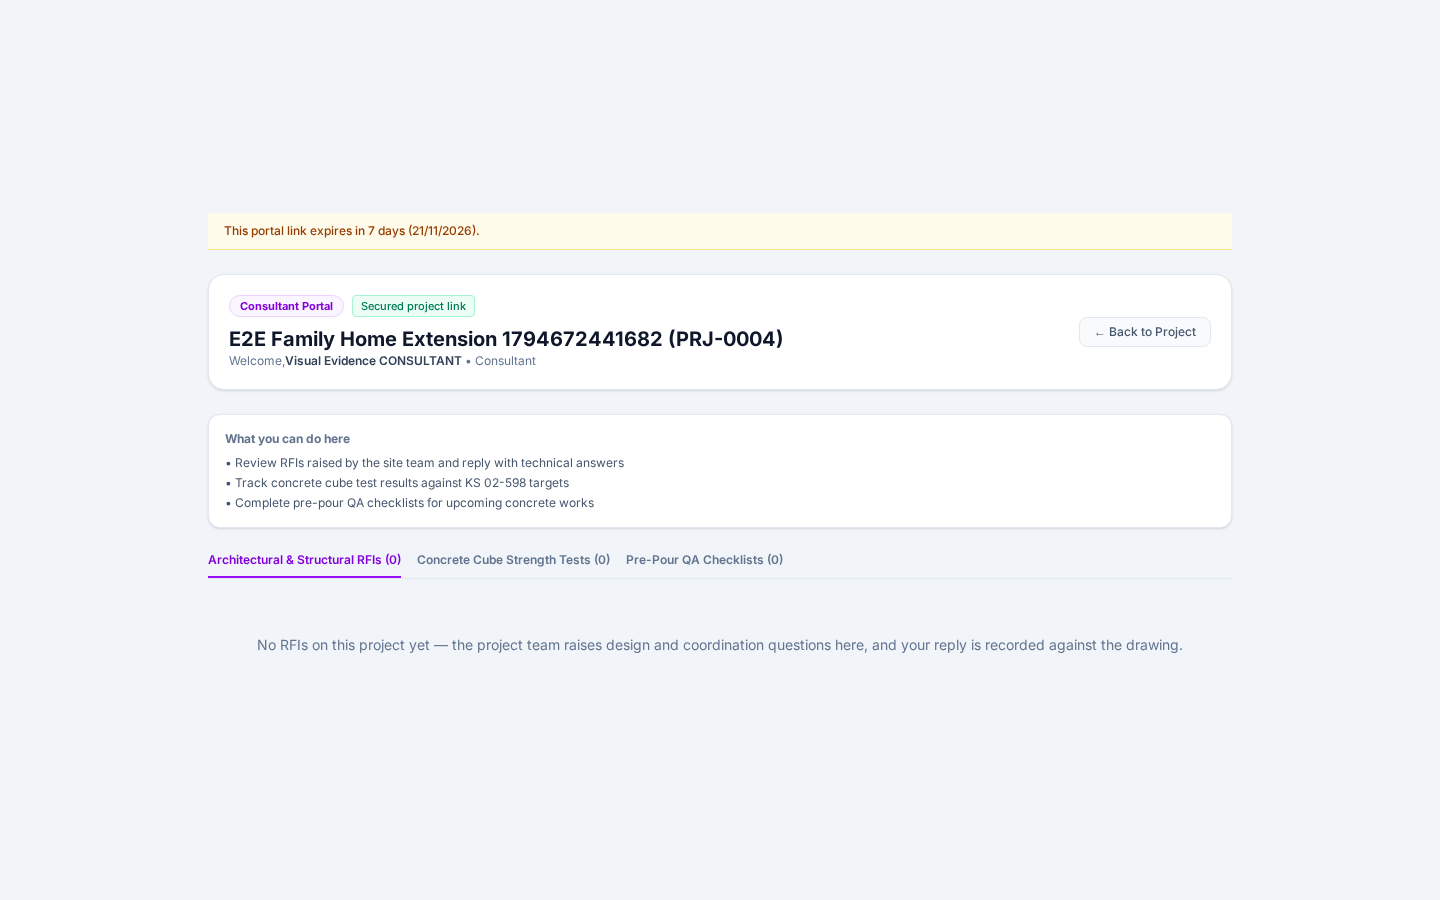 This portal link expires in 7 days (21/11/2026).
Consultant Portal
Secured project link
E2E Family Home Extension 1794672441682 (PRJ-0004)
Welcome,Visual Evidence CONSULTANT • Consultant
← Back to Project
What you can do here
• Review RFIs raised by the site team and reply with technical answers
• Track concrete cube test results against KS 02-598 targets
• Complete pre-pour QA checklists for upcoming concrete works
Architectural & Structural RFIs (0)
Concrete Cube Strength Tests (0)
Pre-Pour QA Checklists (0)
No RFIs on this project yet — the project team raises design and coordination questions here, and your reply is recorded against the drawing.